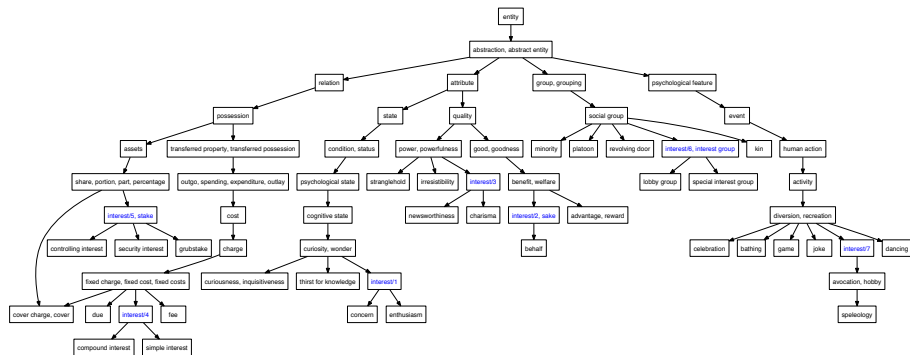 entity
abstraction, abstract entity
relation
attribute
group, grouping
psychological feature
possession
state
quality
social group
event
assets
transferred property, transferred possession
condition, status
power, powerfulness
good, goodness
minority
platoon
revolving door
interest/6, interest group
kin
human action
share, portion, part, percentage
outgo, spending, expenditure, outlay
psychological state
stranglehold
irresistibility
interest/3
benefit, welfare
lobby group
special interest group
activity
interest/5, stake
cost
cognitive state
newsworthiness
charisma
interest/2, sake
advantage, reward
diversion, recreation
controlling interest
security interest
grubstake
charge
curiosity, wonder
behalf
celebration
bathing
game
joke
interest/7
dancing
fixed charge, fixed cost, fixed costs
curiousness, inquisitiveness
thirst for knowledge
interest/1
avocation, hobby
cover charge, cover
due
interest/4
fee
concern
enthusiasm
speleology
compound interest
simple interest